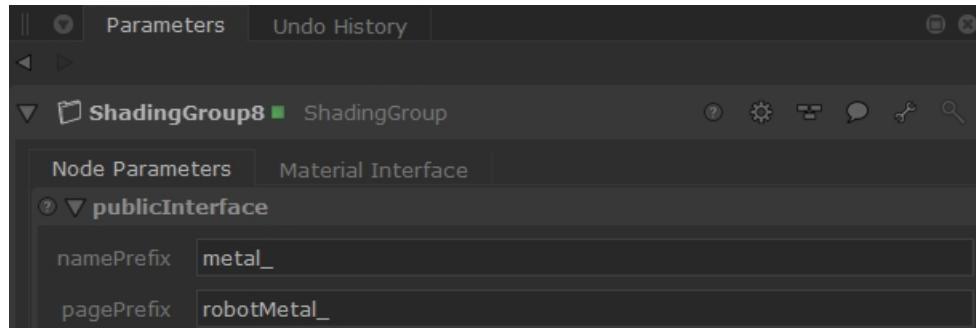 Parameters Undo History
ShadingGroup8 ShadingGroup ?
Node Parameters Material Interface
? publicInterface
namePrefix metal_
pagePrefix robotMetal_